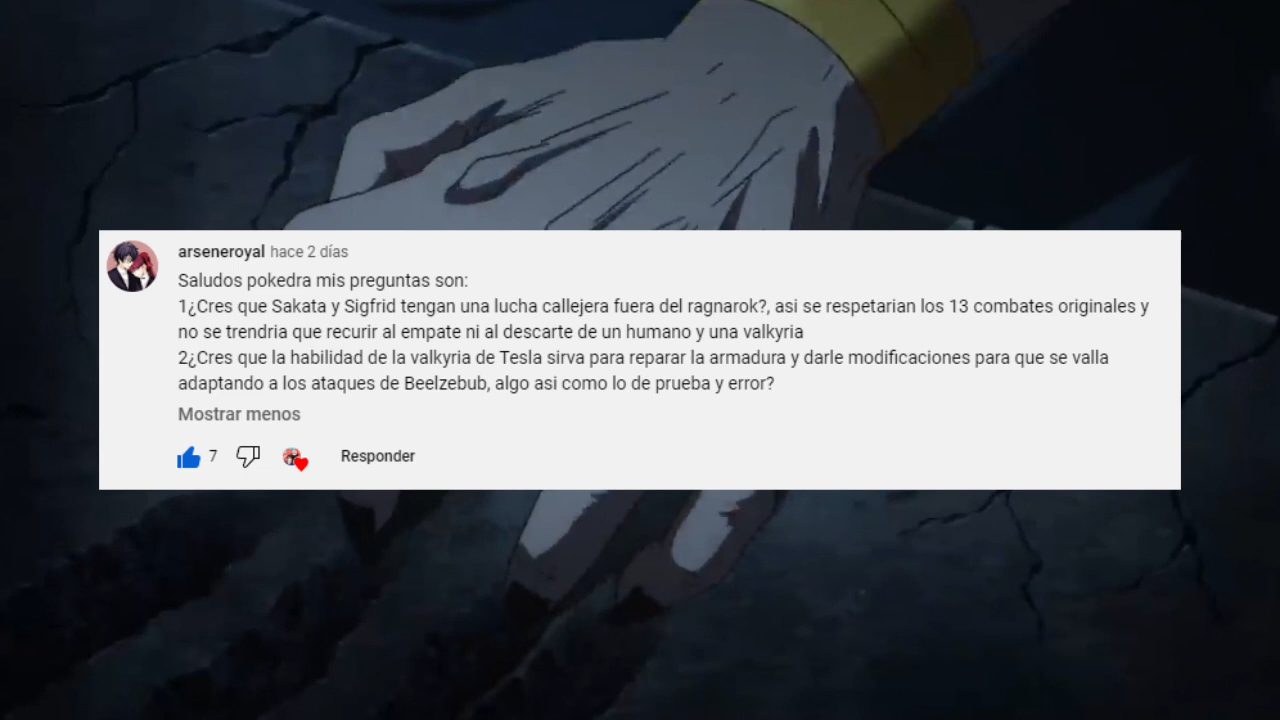 arseneroyal hace 2 días
Saludos pokedra mis preguntas son:
1¿Cres que Sakata y Sigfrid tengan una lucha callejera fuera del ragnarok?, asi se respetarian los 13 combates originales y
no se trendria que recurir al empate ni al descarte de un humano y una valkyria
2¿Cres que la habilidad de la valkyria de Tesla sirva para reparar la armadura y darle modificaciones para que se valla
adaptando a los ataques de Beelzebub, algo asi como lo de prueba y error?
Mostrar menos
7 Responder